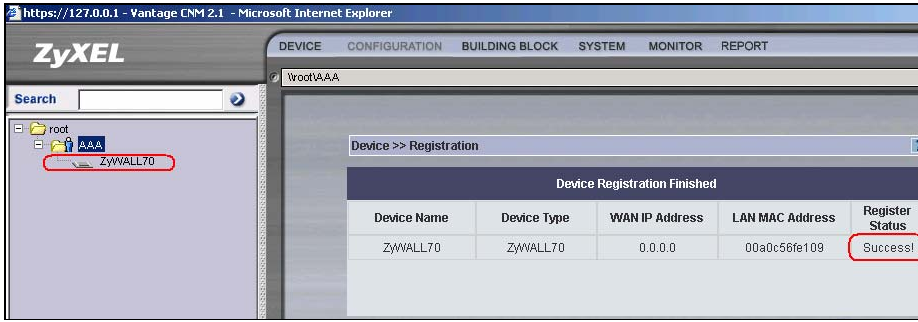 https://127.0.0.1 - Vantage CNM 2.1 - Microsoft Internet Explorer
ZyXEL
DEVICE CONFIGURATION BUILDING BLOCK SYSTEM MONITOR REPORT
\\root\AAA
Search
root
AAA
ZyWALL70
Device >> Registration
Device Registration Finished
Device Name Device Type WAN IP Address LAN MAC Address Register Status
ZyWALL70 ZyWALL70 0.0.0.0 00a0c56fe109 Success!